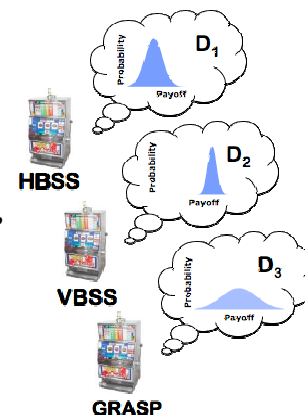 D1
Probability
Payoff
HBSS
D2
Probability
Payoff
VBSS
D3
Probability
Payoff
GRASP